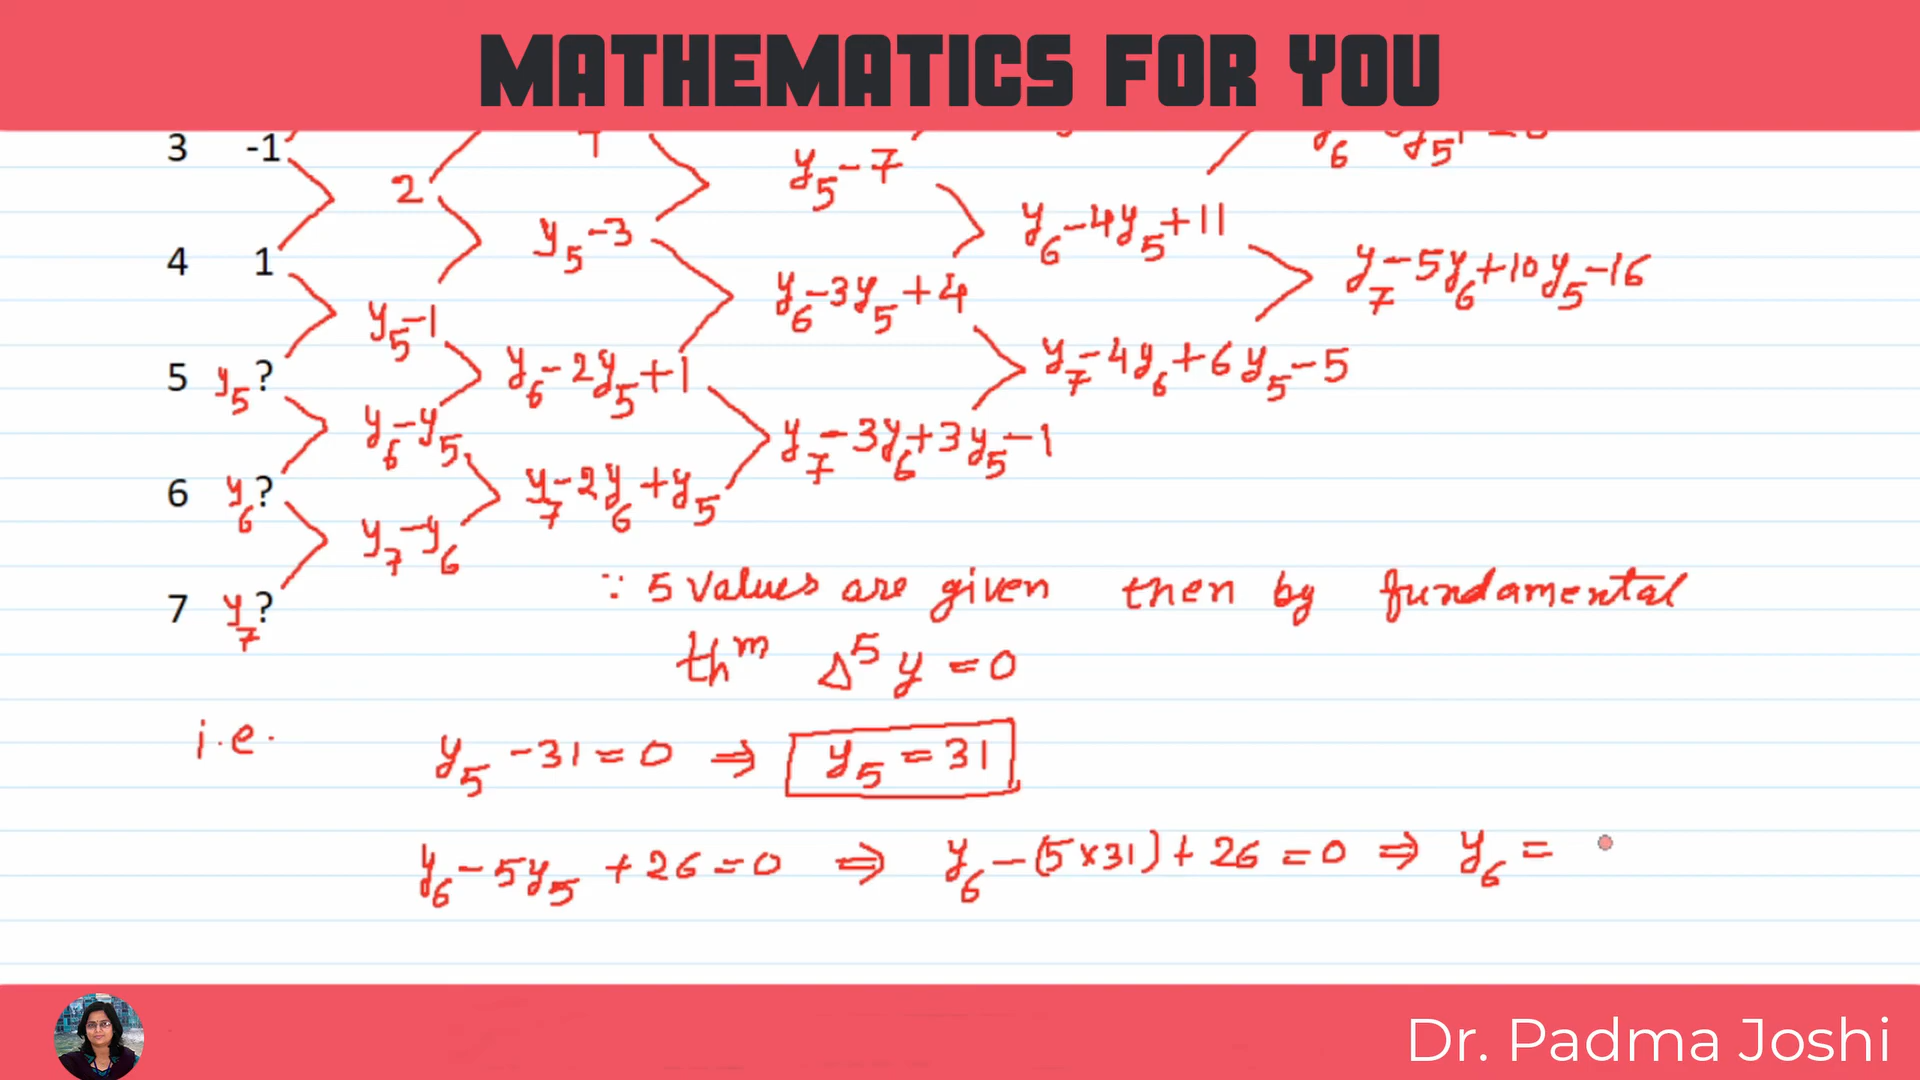 MATHEMATICS FOR YOU
3 -1
2
y₅-7
y₅-3
y₆-4y₅+11
4 1
y₆-3y₅+4
y₇-5y₆+10y₅-16
y₅-1
5 y₅?
y₆-2y₅+1
y₇-4y₆+6y₅-5
y₆-y₅
y₇-3y₆+3y₅-1
6 y₆?
y₇-2y₆+y₅
y₇-y₆
7 y₇?
∵ 5 values are given then by fundamental
thᵐ Δ⁵y = 0
i.e. y₅ -31 = 0 ⇒ y₅ = 31
y₆ - 5y₅ + 26 = 0 ⇒ y₆ - (5×31) + 26 = 0 ⇒ y₆ =
Dr. Padma Joshi